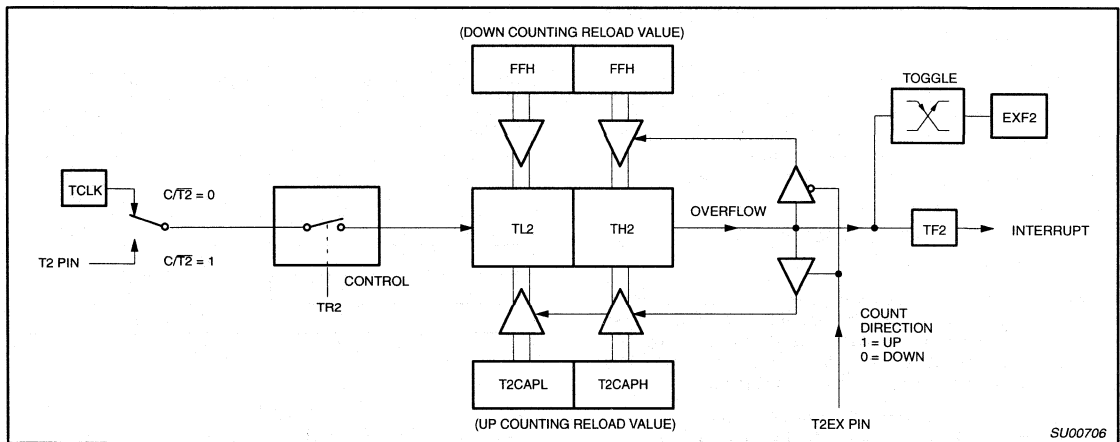 (DOWN COUNTING RELOAD VALUE)
FFH FFH
TOGGLE
EXF2
TCLK
C/T2 = 0
TL2 TH2
OVERFLOW
TF2
INTERRUPT
T2 PIN
C/T2 = 1
CONTROL
TR2
COUNT
DIRECTION
1 = UP
0 = DOWN
T2CAPL T2CAPH
(UP COUNTING RELOAD VALUE)
T2EX PIN
SU00706